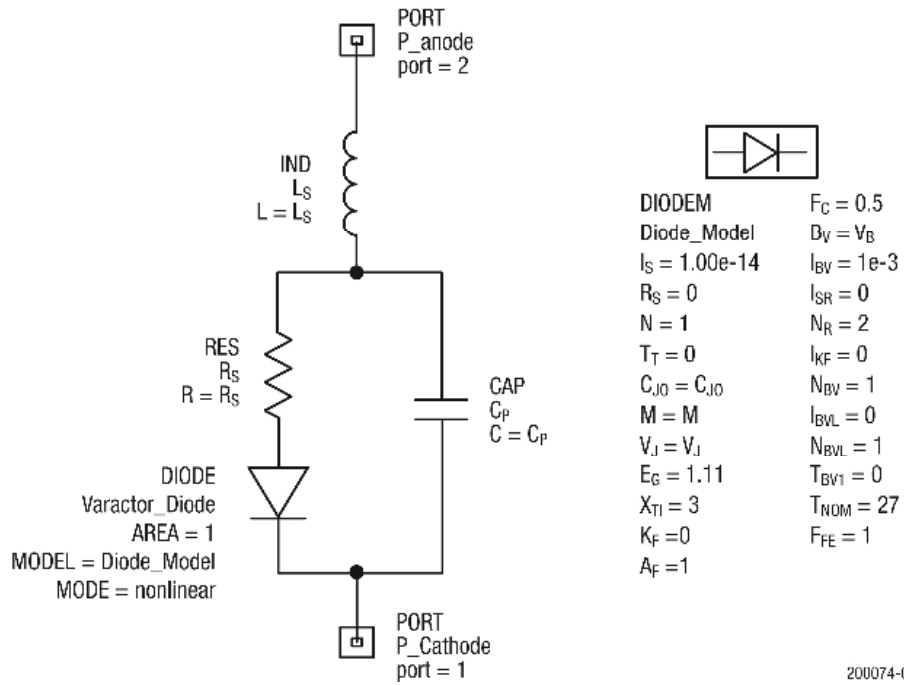 PORT
P_anode
port = 2
IND
LS
L = LS
RES
RS
R = RS
CAP
CP
C = CP
DIODE
Varactor_Diode
AREA = 1
MODEL = Diode_Model
MODE = nonlinear
PORT
P_Cathode
port = 1
DIODEM
Diode_Model
IS = 1.00e-14
RS = 0
N = 1
TT = 0
CJO = CJO
M = M
VJ = VJ
EG = 1.11
XTI = 3
KF =0
AF =1
FC = 0.5
BV = VB
IBV = 1e-3
ISR = 0
NR = 2
IKF = 0
NBV = 1
IBVL = 0
NBVL = 1
TBV1 = 0
TNOM = 27
FFE = 1